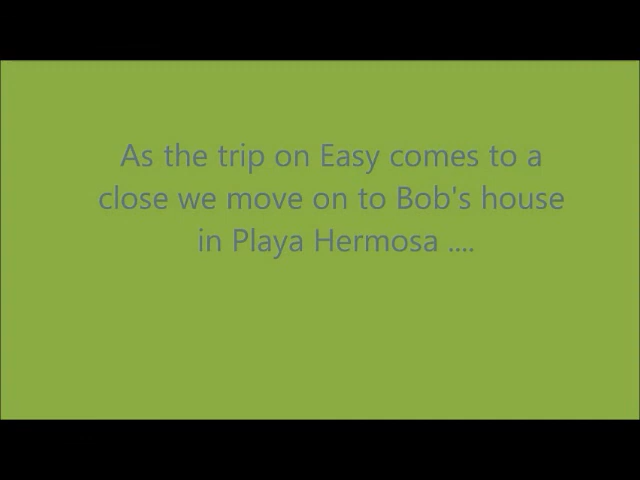 As the trip on Easy comes to a
close we move on to Bob's house
in Playa Hermosa ....